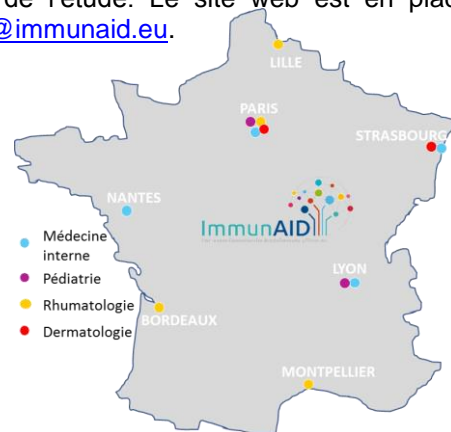 de l'étude. Le site web est en plac
@immunaid.eu.
LILLE
PARIS
STRASBOURG
NANTES
ImmunAID
Médecine
interne
Pédiatrie
LYON
Rhumatologie
Dermatologie
BORDEAUX
MONTPELLIER